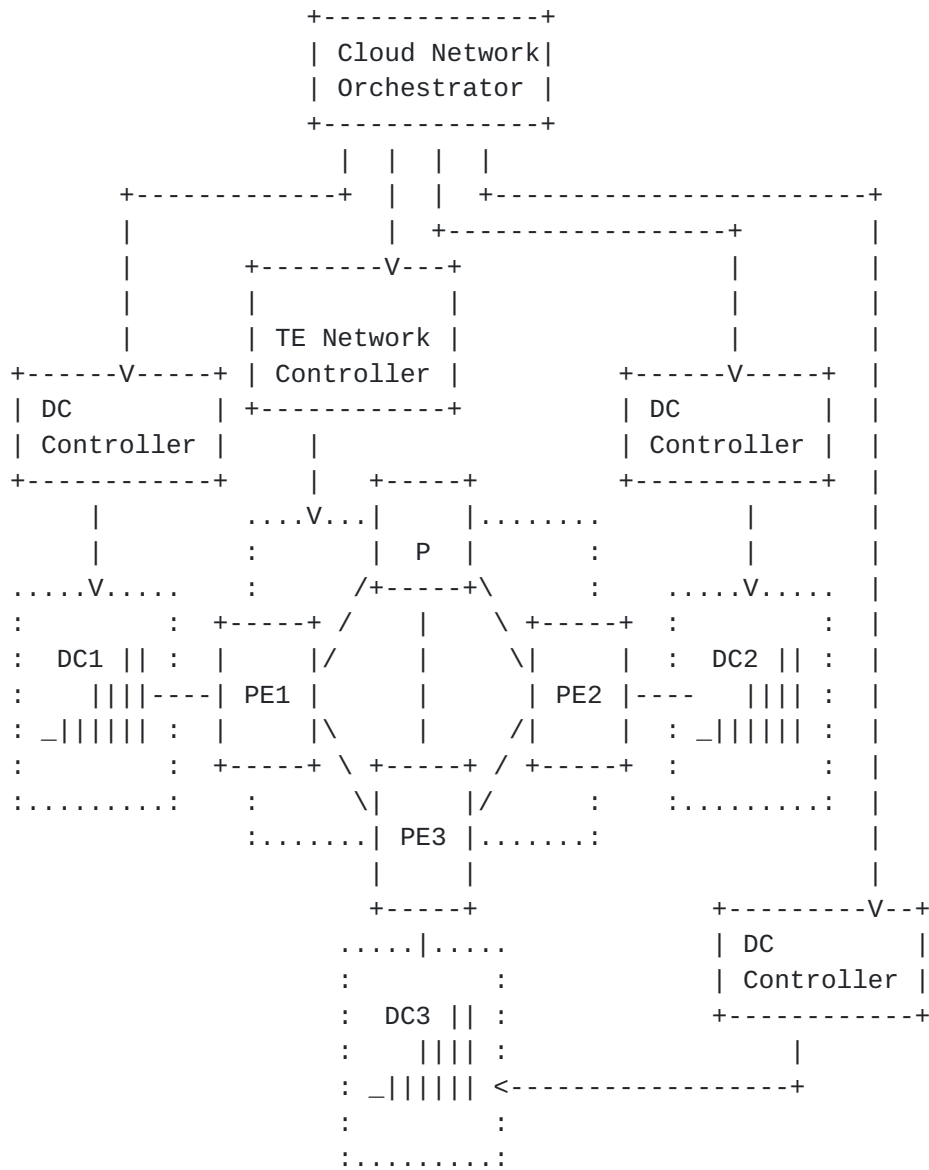 Cloud Network
Orchestrator
TE Network
Controller
DC
Controller
DC
Controller
P
DC1
PE1
PE2
DC2
PE3
DC
Controller
DC3